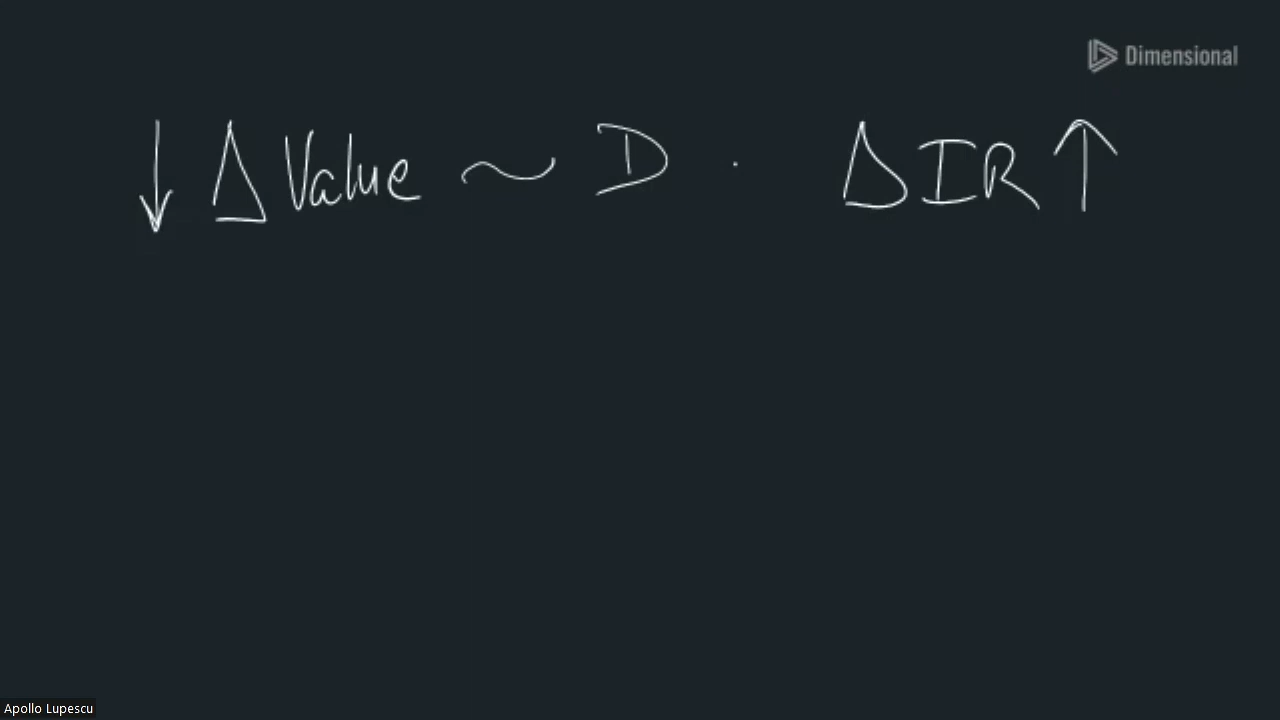 Dimensional
↓ Δ Value ~ D · Δ IR ↑
Apollo Lupescu